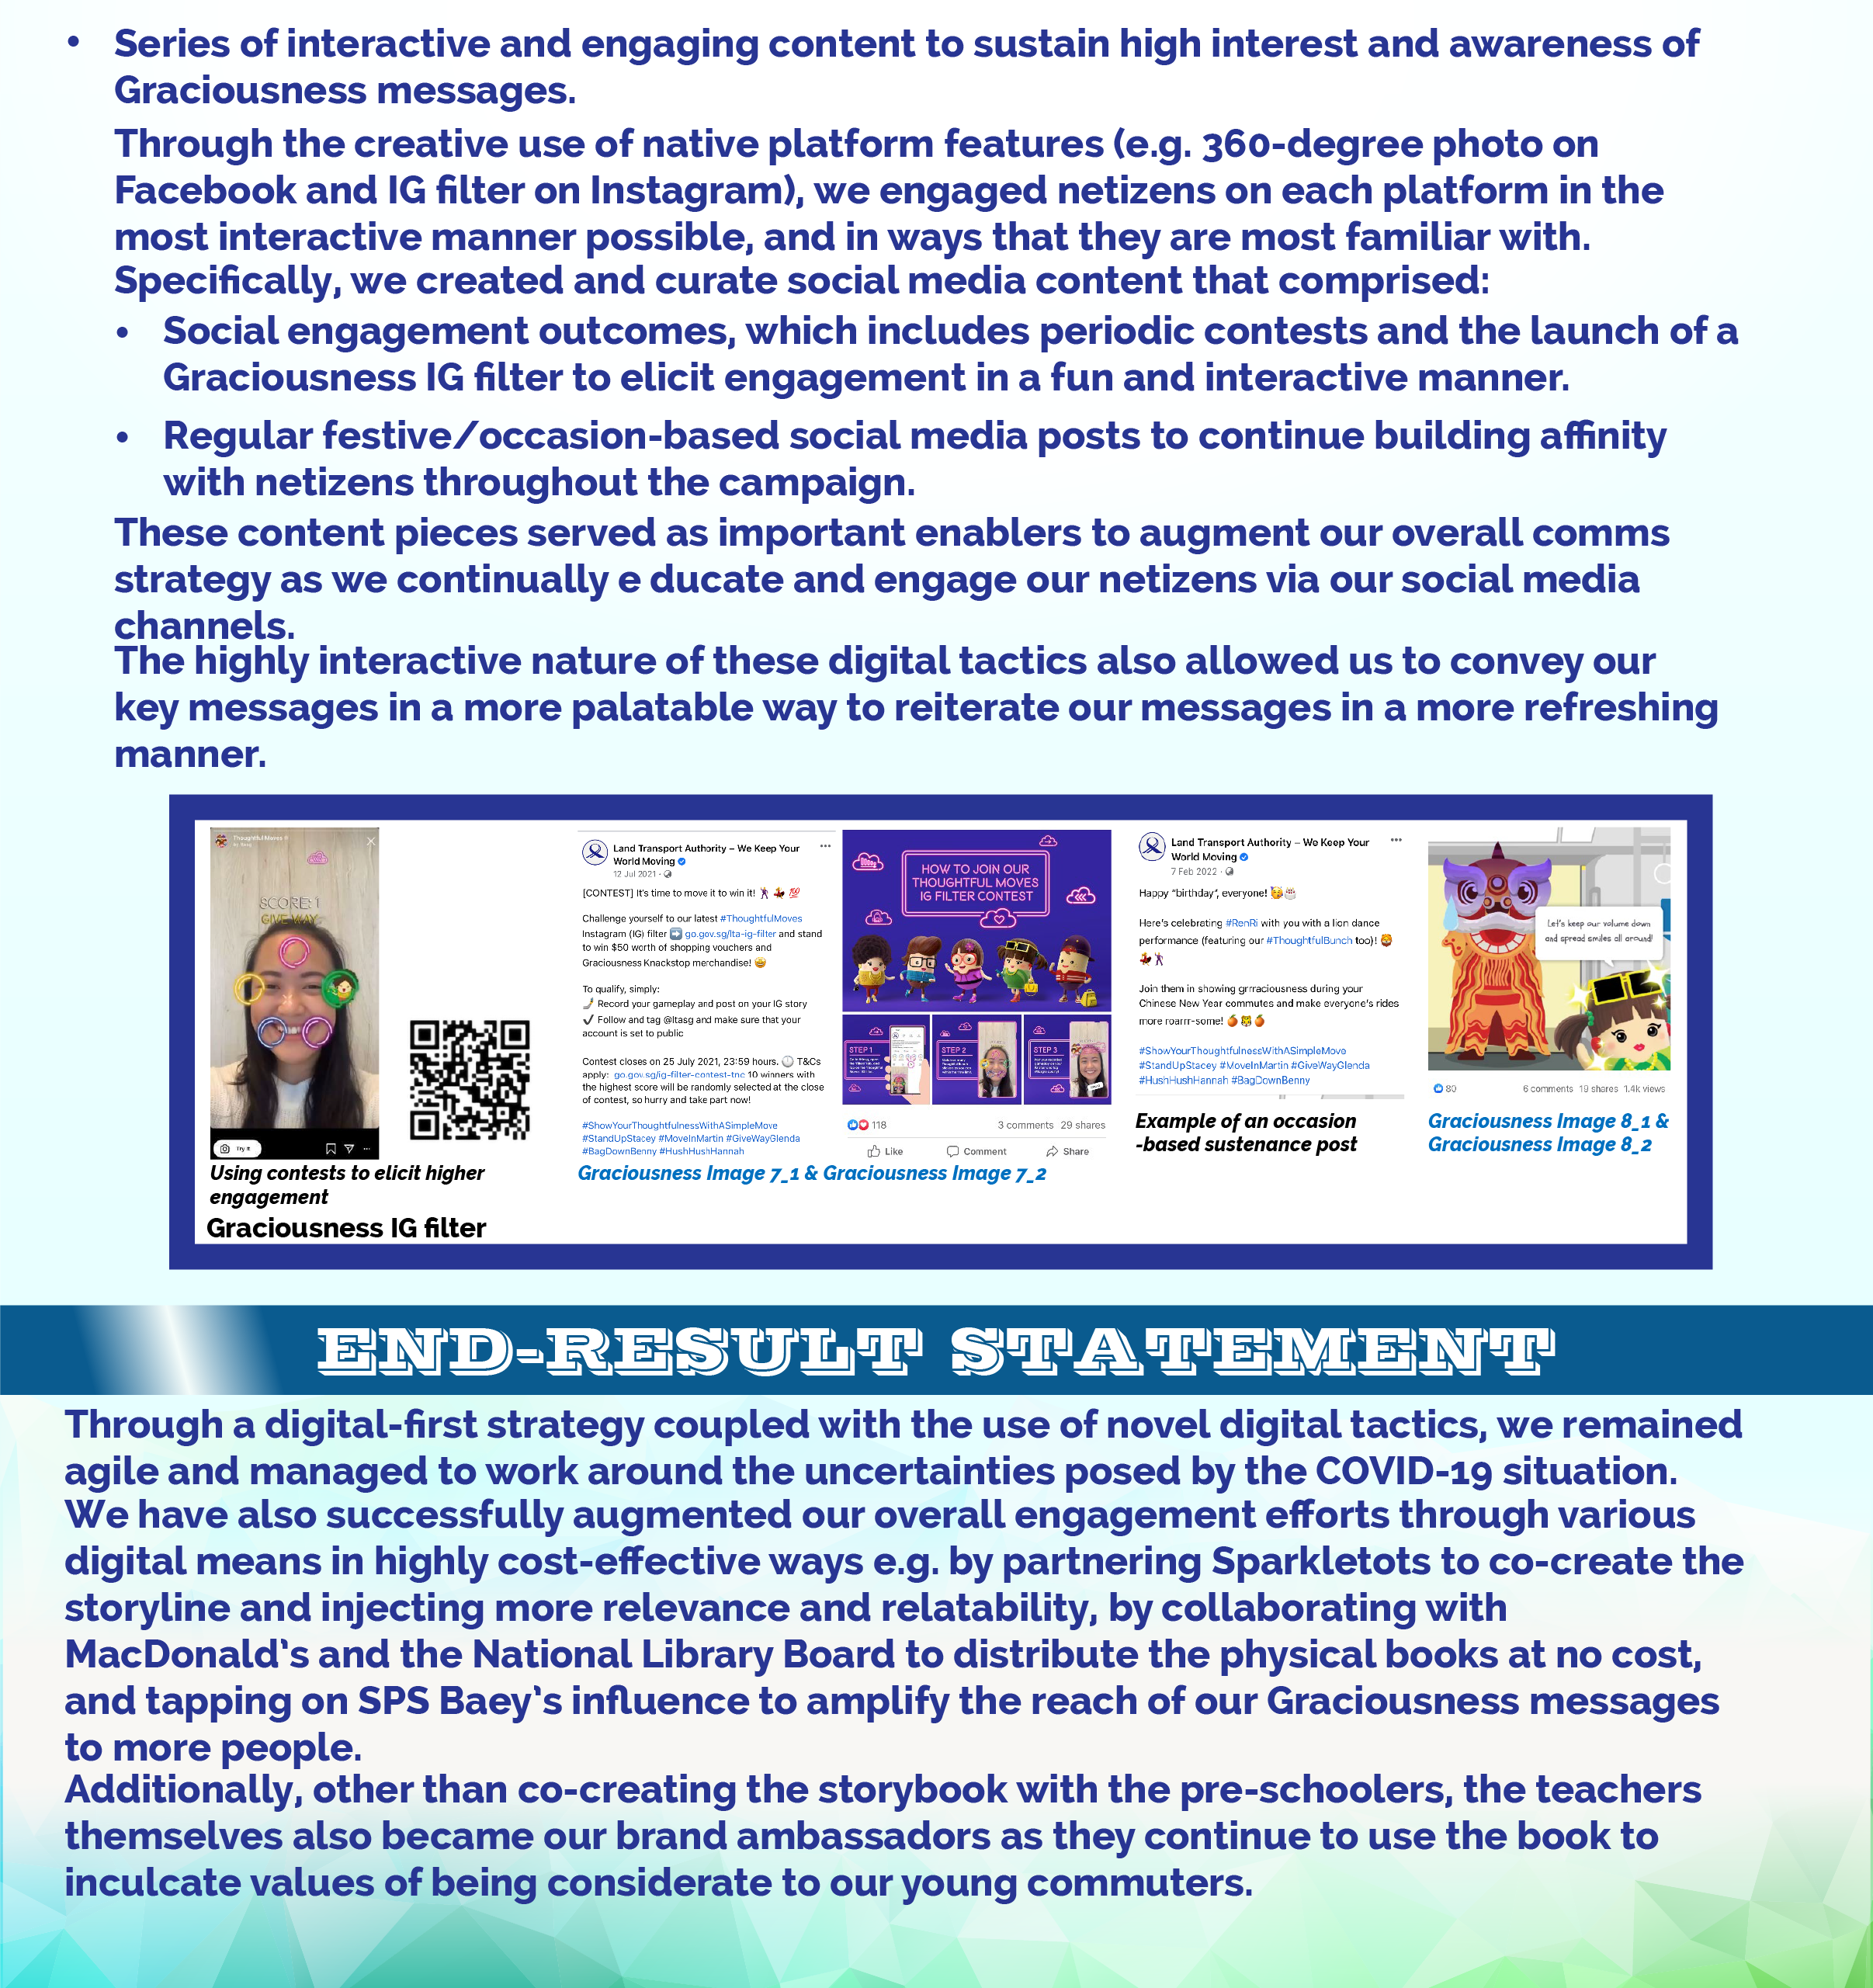 • Series of interactive and engaging content to sustain high interest and awareness of
Graciousness messages.
Through the creative use of native platform features (e.g. 360-degree photo on
Facebook and IG filter on Instagram), we engaged netizens on each platform in the
most interactive manner possible, and in ways that they are most familiar with.
Specifically, we created and curate social media content that comprised:
• Social engagement outcomes, which includes periodic contests and the launch of a
Graciousness IG filter to elicit engagement in a fun and interactive manner.
• Regular festive/occasion-based social media posts to continue building affinity
with netizens throughout the campaign.
These content pieces served as important enablers to augment our overall comms
strategy as we continually e ducate and engage our netizens via our social media
channels.
The highly interactive nature of these digital tactics also allowed us to convey our
key messages in a more palatable way to reiterate our messages in a more refreshing
manner.
Thoughtful Moves
SCORE: 1
GIVE WAY
Try it
Using contests to elicit higher
engagement
Graciousness IG filter
Land Transport Authority – We Keep Your
World Moving
12 Jul 2021
[CONTEST] It's time to move it to win it! 🕺💃💯
Challenge yourself to our latest #ThoughtfulMoves
Instagram (IG) filter ➡️ go.gov.sg/lta-ig-filter and stand
to win $50 worth of shopping vouchers and
Graciousness Knackstop merchandise! 🤩
To qualify, simply:
🤳 Record your gameplay and post on your IG story
✔️ Follow and tag @ltasg and make sure that your
account is set to public
Contest closes on 25 July 2021, 23:59 hours. 🕛 T&Cs
apply: go.gov.sg/ig-filter-contest-tnc 10 winners with
the highest score will be randomly selected at the close
of contest, so hurry and take part now!
#ShowYourThoughtfulnessWithASimpleMove
#StandUpStacey #MoveInMartin #GiveWayGlenda
#BagDownBenny #HushHushHannah
HOW TO JOIN OUR
THOUGHTFUL MOVES
IG FILTER CONTEST
STEP 1
STEP 2
STEP 3
118
3 comments 29 shares
Like Comment Share
Graciousness Image 7_1 & Graciousness Image 7_2
Land Transport Authority – We Keep Your
World Moving
7 Feb 2022
Happy "birthday", everyone! 🥳🎂
Here's celebrating #RenRi with you with a lion dance
performance (featuring our #ThoughtfulBunch too)! 🦁
💃🕺
Join them in showing grrraciousness during your
Chinese New Year commutes and make everyone's rides
more roarrr-some! 🍊🐯🍊
#ShowYourThoughtfulnessWithASimpleMove
#StandUpStacey #MoveInMartin #GiveWayGlenda
#HushHushHannah #BagDownBenny
Example of an occasion
-based sustenance post
Let's keep our volume down
and spread smiles all around!
80
6 comments 19 shares 1.4k views
Graciousness Image 8_1 &
Graciousness Image 8_2
END-RESULT STATEMENT
Through a digital-first strategy coupled with the use of novel digital tactics, we remained
agile and managed to work around the uncertainties posed by the COVID-19 situation.
We have also successfully augmented our overall engagement efforts through various
digital means in highly cost-effective ways e.g. by partnering Sparkletots to co-create the
storyline and injecting more relevance and relatability, by collaborating with
MacDonald's and the National Library Board to distribute the physical books at no cost,
and tapping on SPS Baey's influence to amplify the reach of our Graciousness messages
to more people.
Additionally, other than co-creating the storybook with the pre-schoolers, the teachers
themselves also became our brand ambassadors as they continue to use the book to
inculcate values of being considerate to our young commuters.